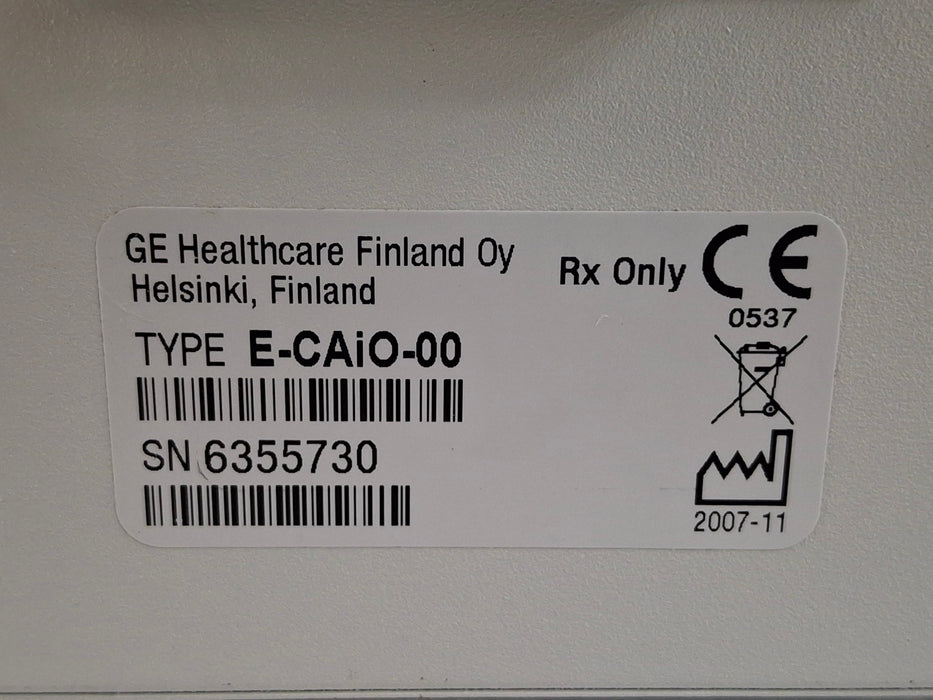 GE Healthcare Finland Oy
Helsinki, Finland
Rx Only
CE
0537
TYPE E-CAiO-00
SN 6355730
2007-11